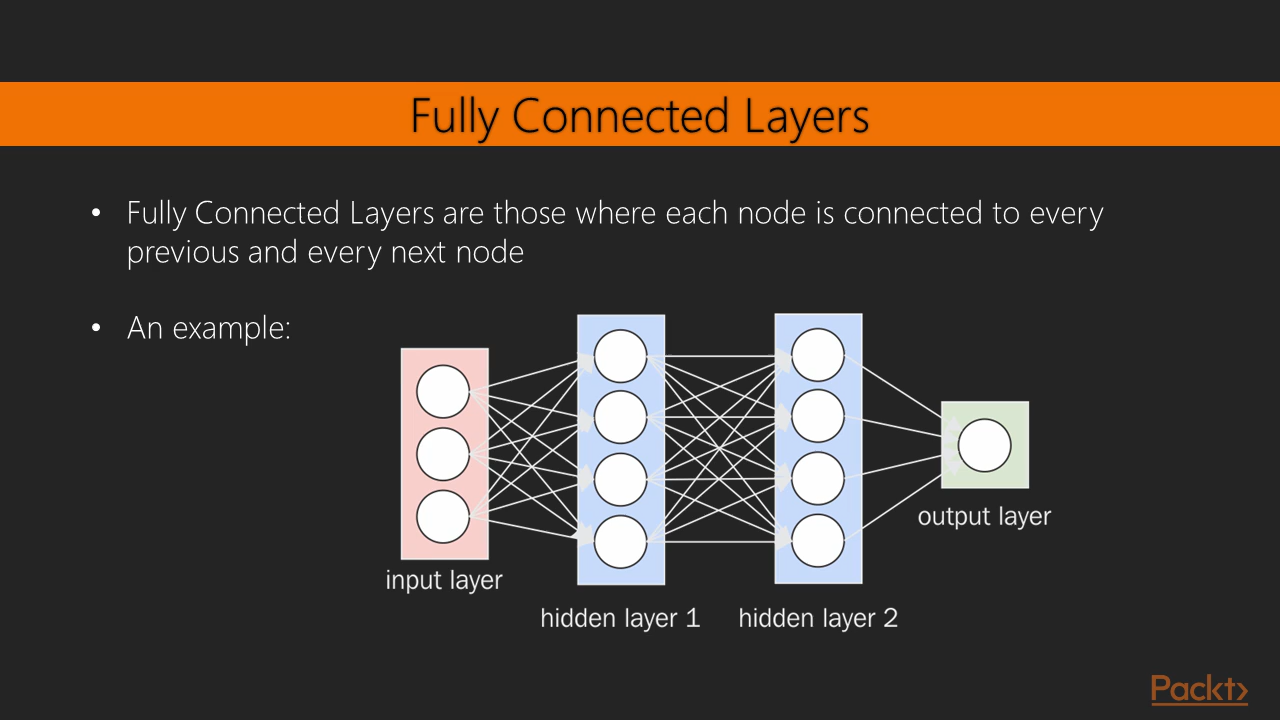 Fully Connected Layers
• Fully Connected Layers are those where each node is connected to every
previous and every next node
• An example:
input layer
hidden layer 1
hidden layer 2
output layer
Packt>